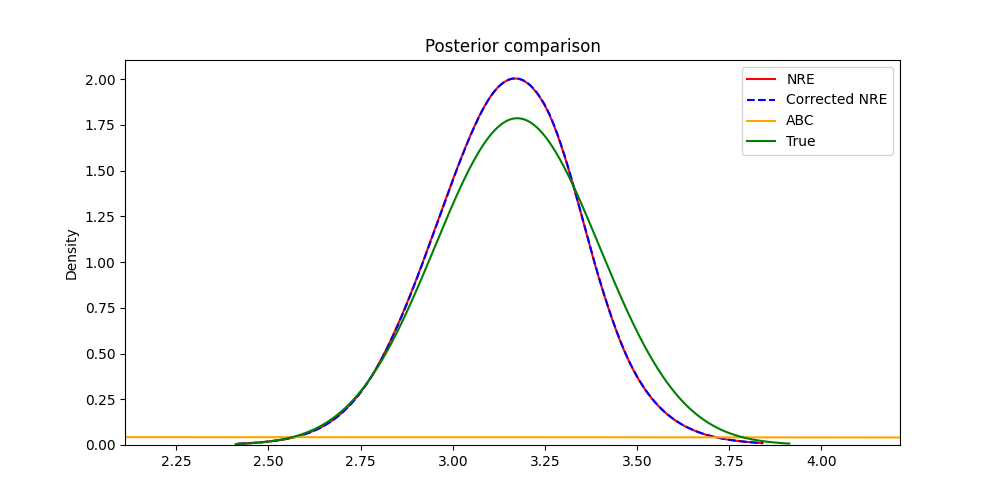 Posterior comparison
NRE
Corrected NRE
ABC
True
Density
2.00
1.75
1.50
1.25
1.00
0.75
0.50
0.25
0.00
2.25 2.50 2.75 3.00 3.25 3.50 3.75 4.00